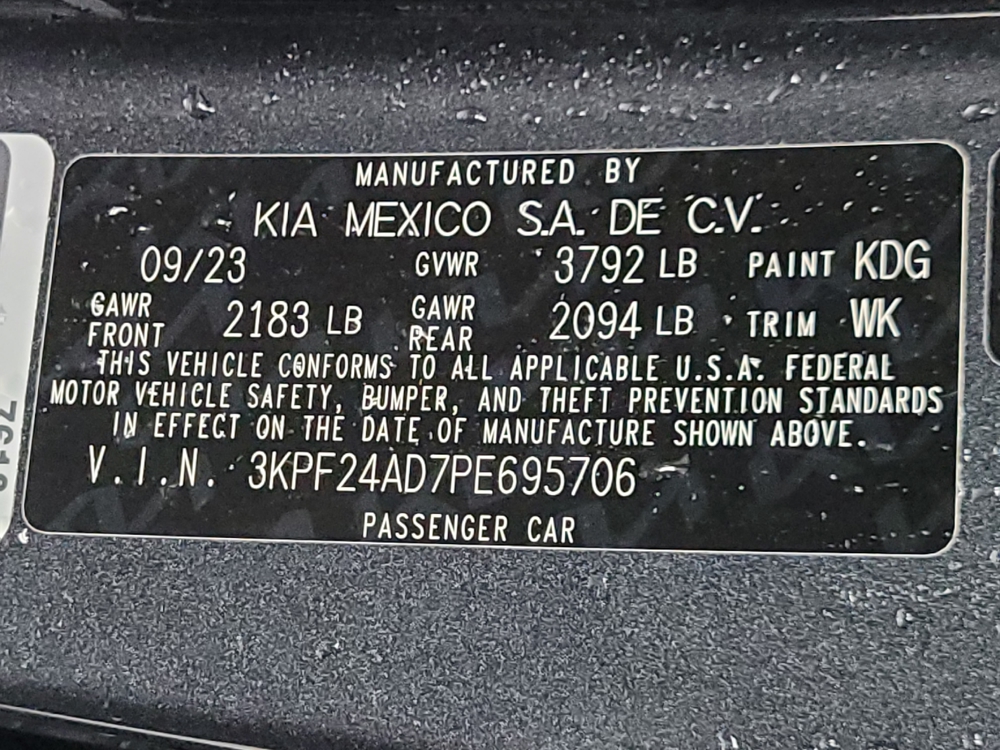 MANUFACTURED BY
KIA MEXICO S.A. DE C.V.
09/23 GVWR 3792 LB PAINT KDG
GAWR FRONT 2183 LB GAWR REAR 2094 LB TRIM WK
THIS VEHICLE CONFORMS TO ALL APPLICABLE U.S.A. FEDERAL
MOTOR VEHICLE SAFETY, BUMPER, AND THEFT PREVENTION STANDARDS
IN EFFECT ON THE DATE OF MANUFACTURE SHOWN ABOVE.
V.I.N. 3KPF24AD7PE695706
PASSENGER CAR